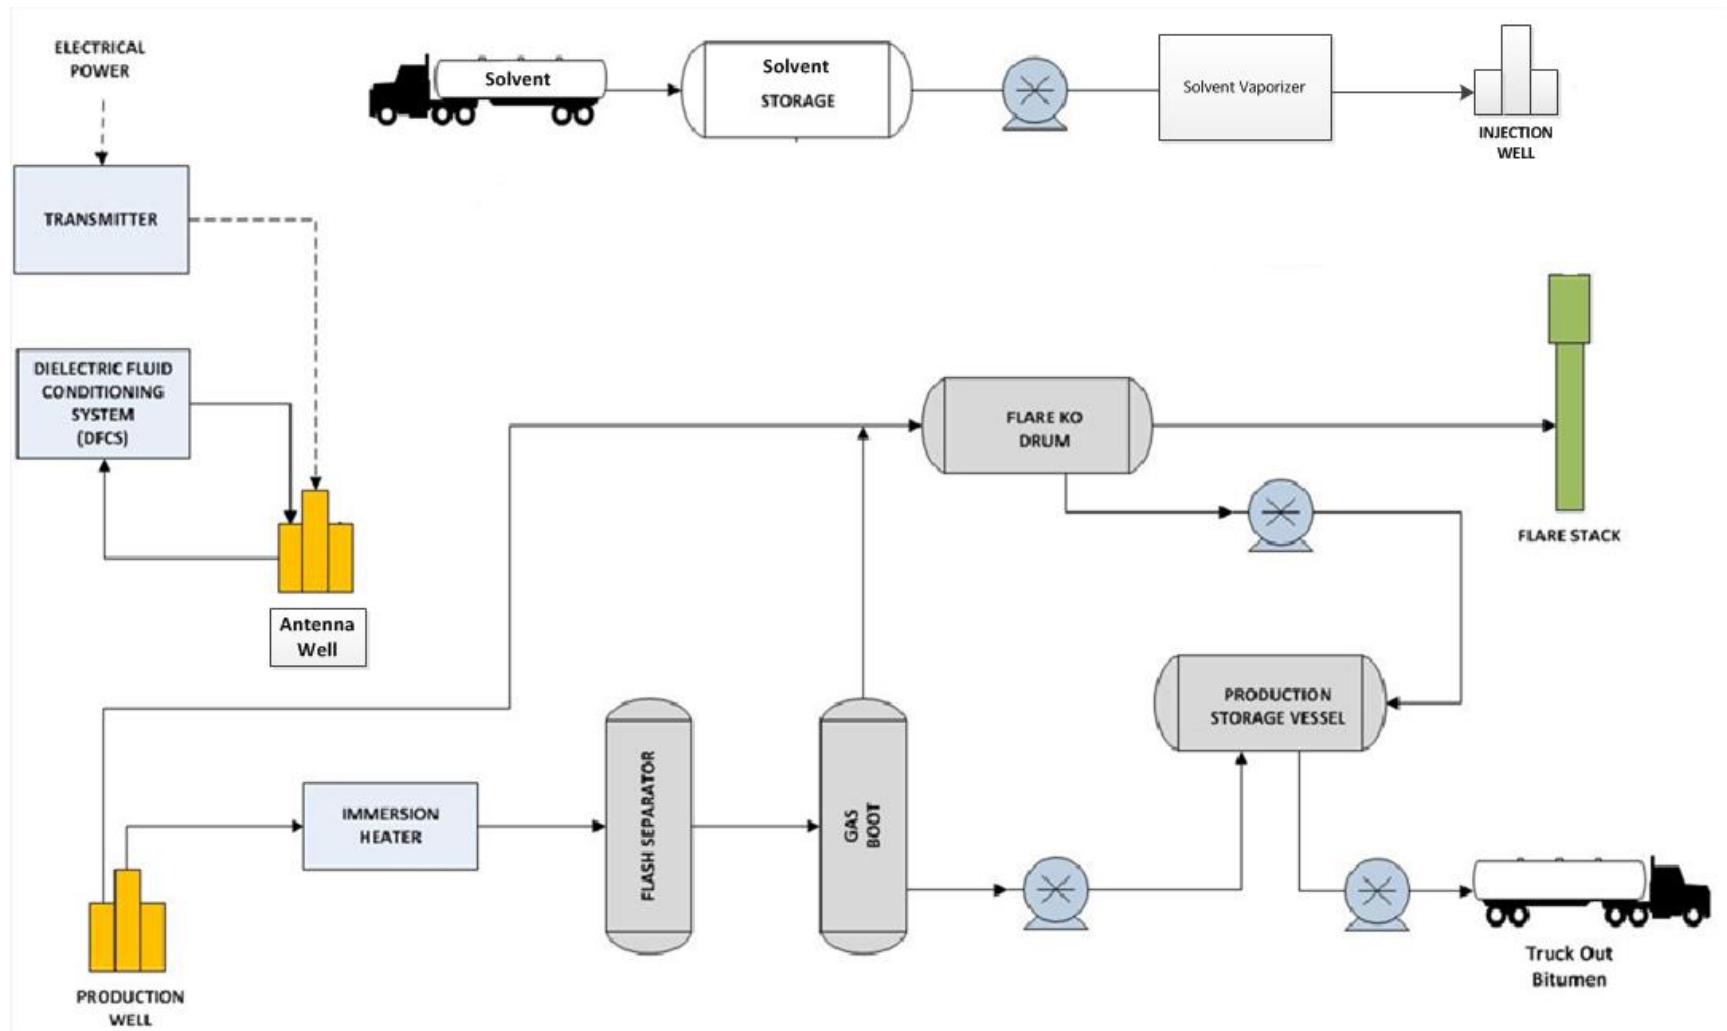 ELECTRICAL
POWER
Solvent
Solvent
STORAGE
Solvent Vaporizer
INJECTION
WELL
TRANSMITTER
DIELECTRIC FLUID
CONDITIONING
SYSTEM
(DFCS)
Antenna
Well
FLARE KO
DRUM
FLARE STACK
PRODUCTION
STORAGE VESSEL
IMMERSION
HEATER
FLASH SEPARATOR
GAS
BOOT
Truck Out
Bitumen
PRODUCTION
WELL